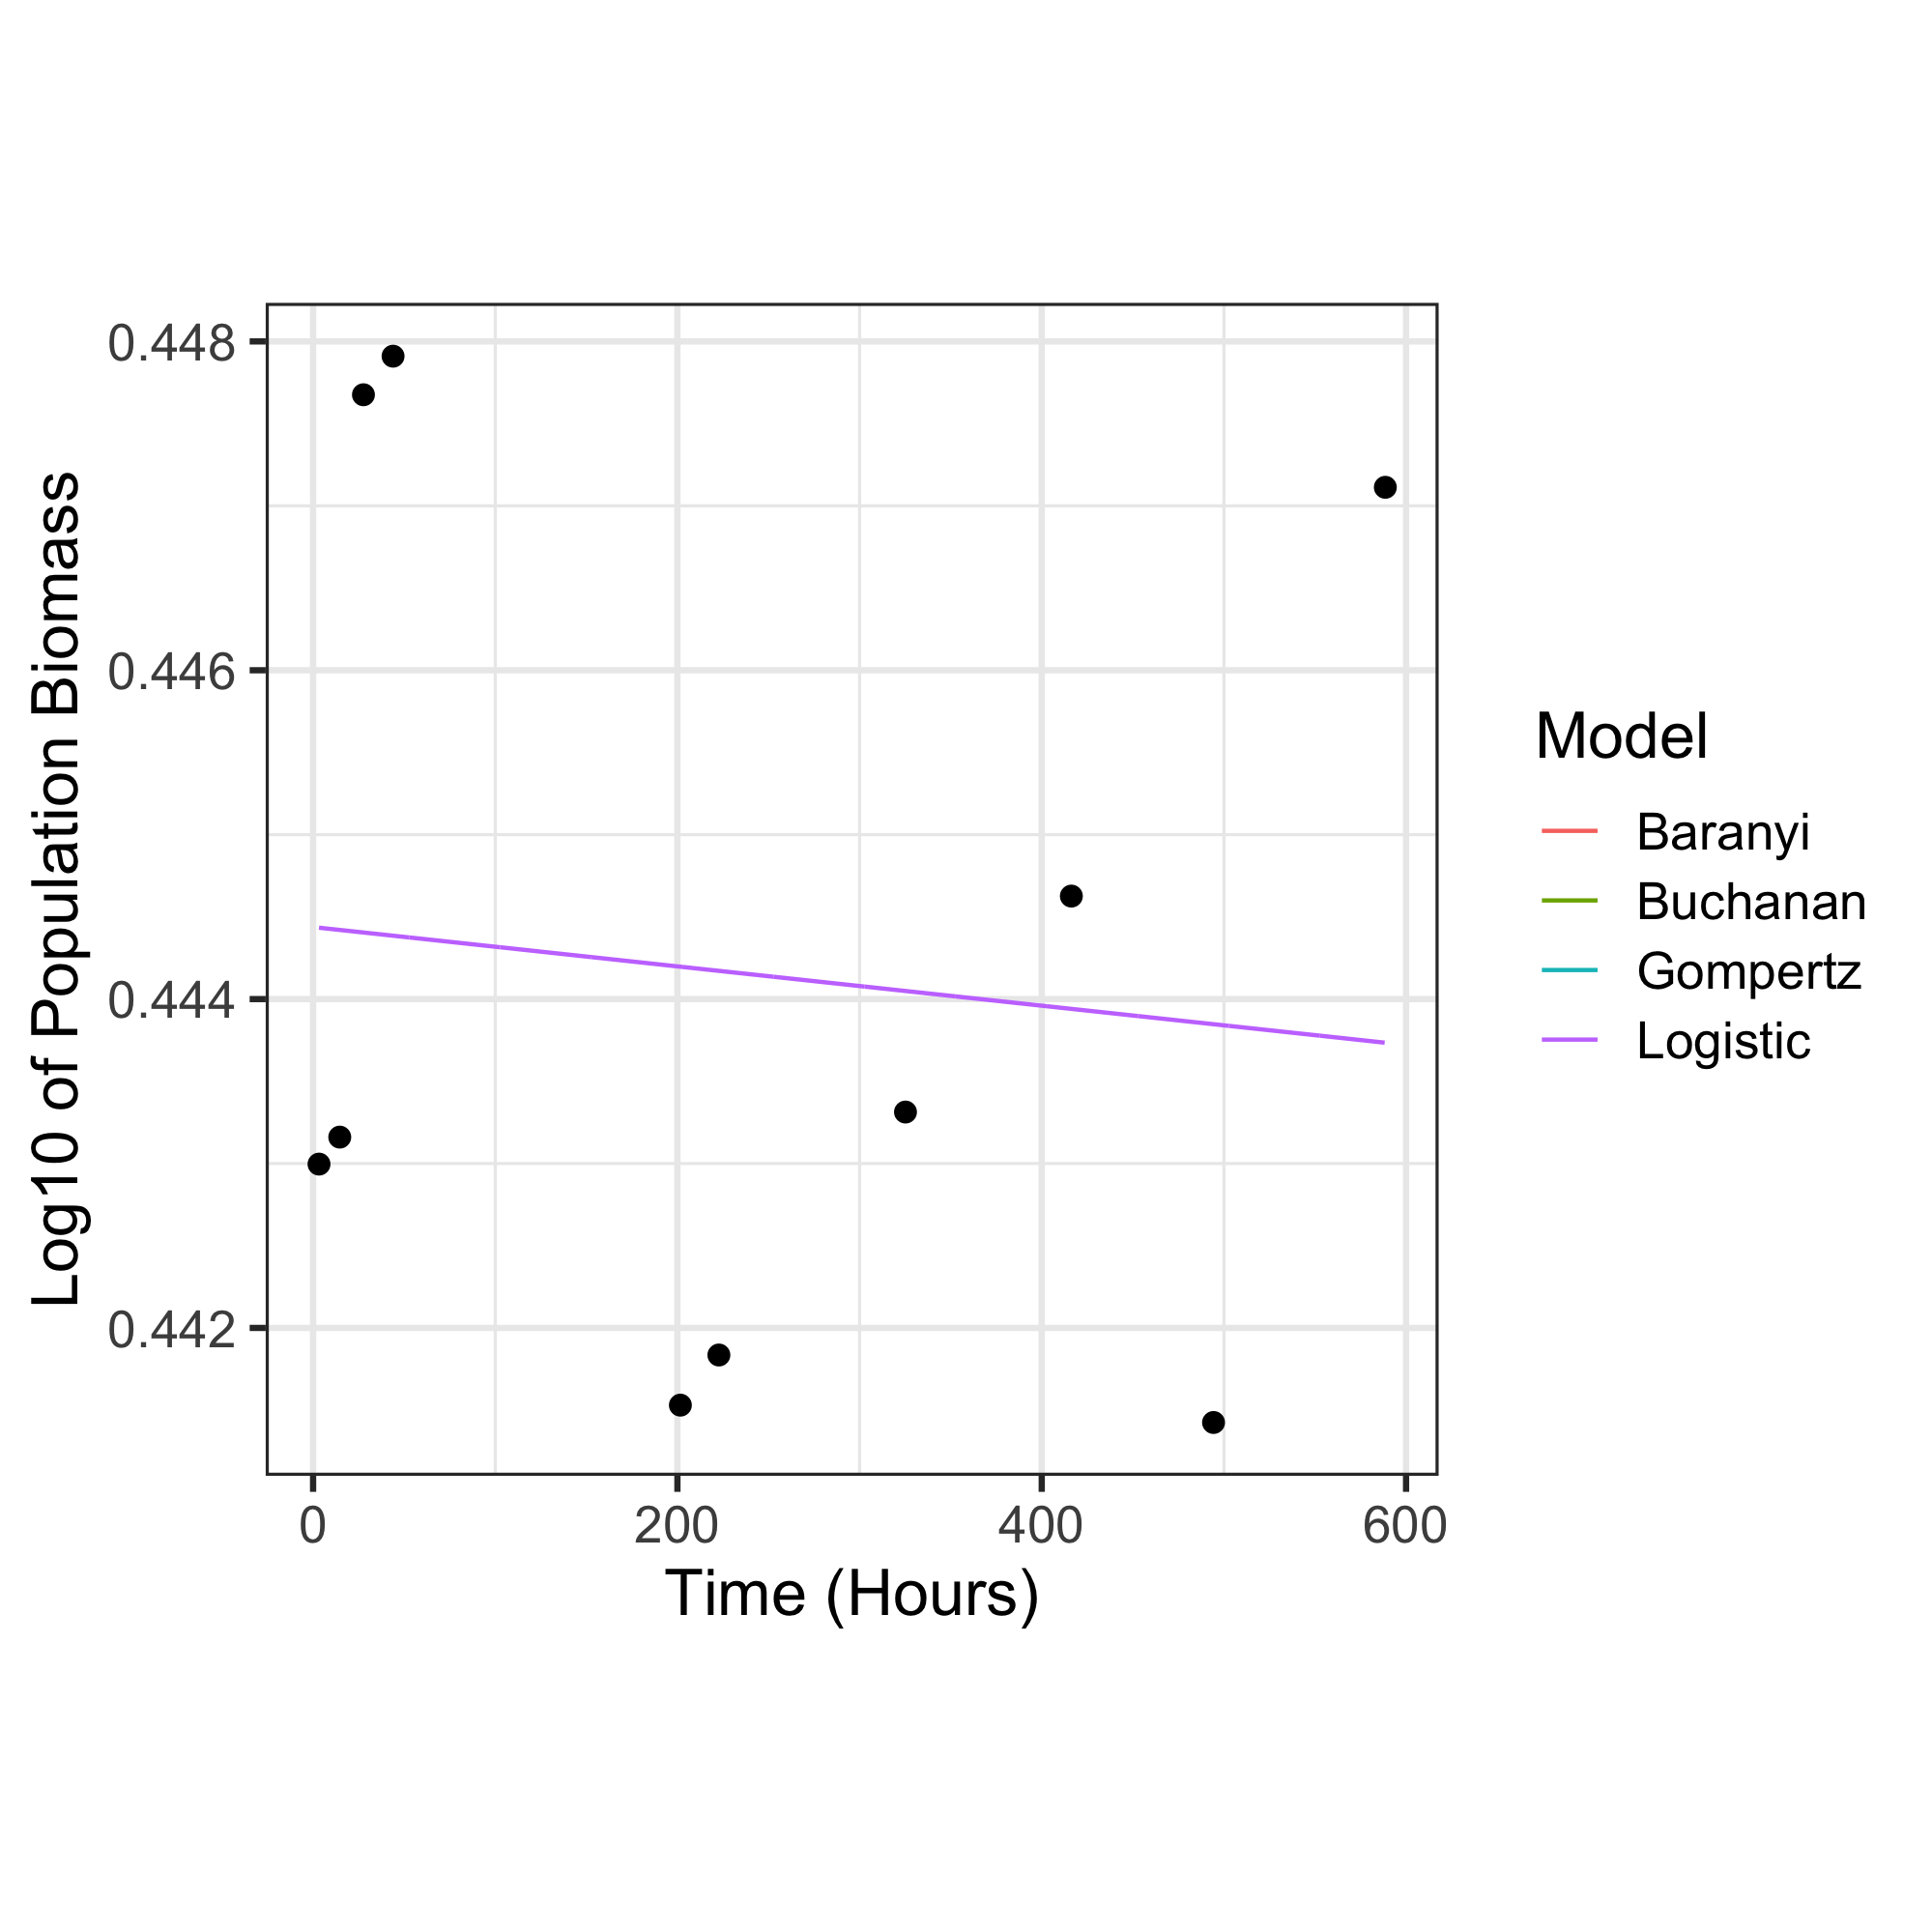 Log10 of Population Biomass
0.448
0.446
0.444
0.442
0 200 400 600
Time (Hours)
Model
Baranyi
Buchanan
Gompertz
Logistic